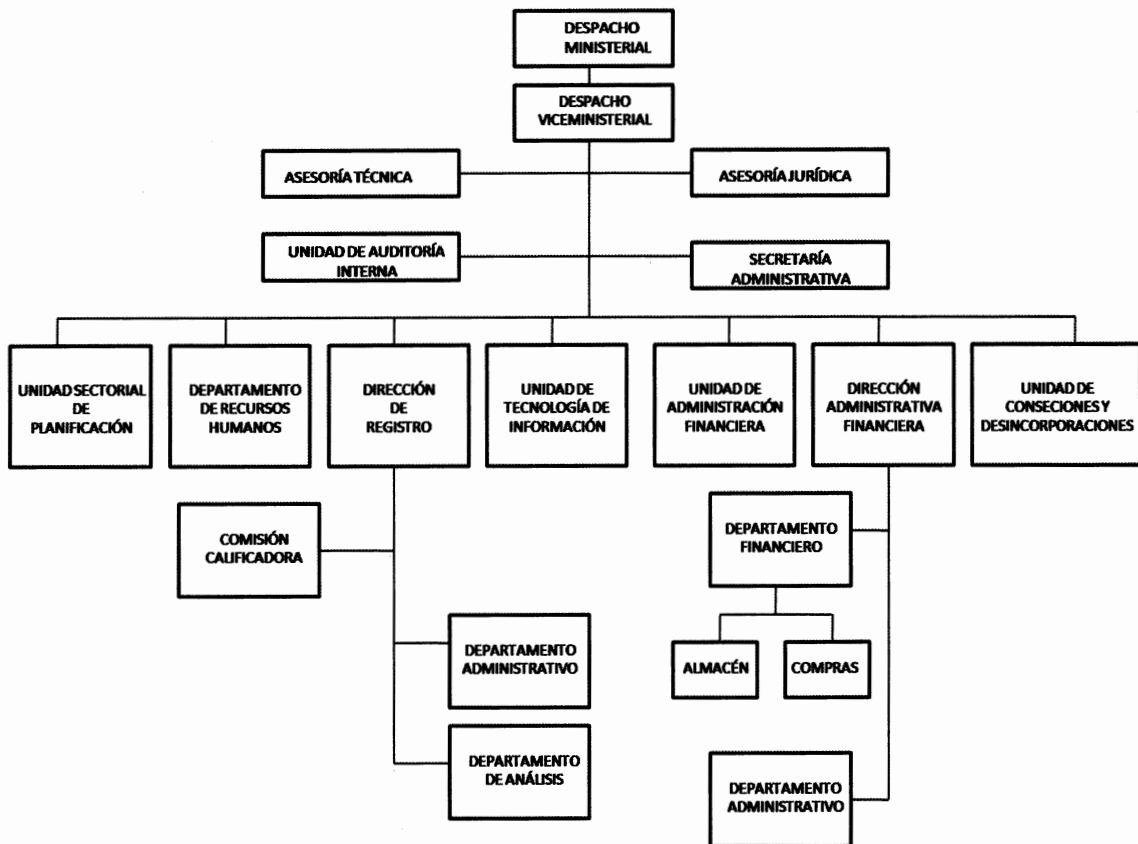 DESPACHO
MINISTERIAL
DESPACHO
VICEMINISTERIAL
ASESORÍA TÉCNICA
ASESORÍA JURÍDICA
UNIDAD DE AUDITORÍA
INTERNA
SECRETARÍA
ADMINISTRATIVA
UNIDAD SECTORIAL
DE
PLANIFICACIÓN
DEPARTAMENTO
DE RECURSOS
HUMANOS
DIRECCIÓN
DE
REGISTRO
UNIDAD DE
TECNOLOGÍA DE
INFORMACIÓN
UNIDAD DE
ADMINISTRACIÓN
FINANCIERA
DIRECCIÓN
ADMINISTRATIVA
FINANCIERA
UNIDAD DE
CONSECIONES Y
DESINCORPORACIONES
COMISIÓN
CALIFICADORA
DEPARTAMENTO
FINANCIERO
DEPARTAMENTO
ADMINISTRATIVO
ALMACÉN
COMPRAS
DEPARTAMENTO
DE ANÁLISIS
DEPARTAMENTO
ADMINISTRATIVO